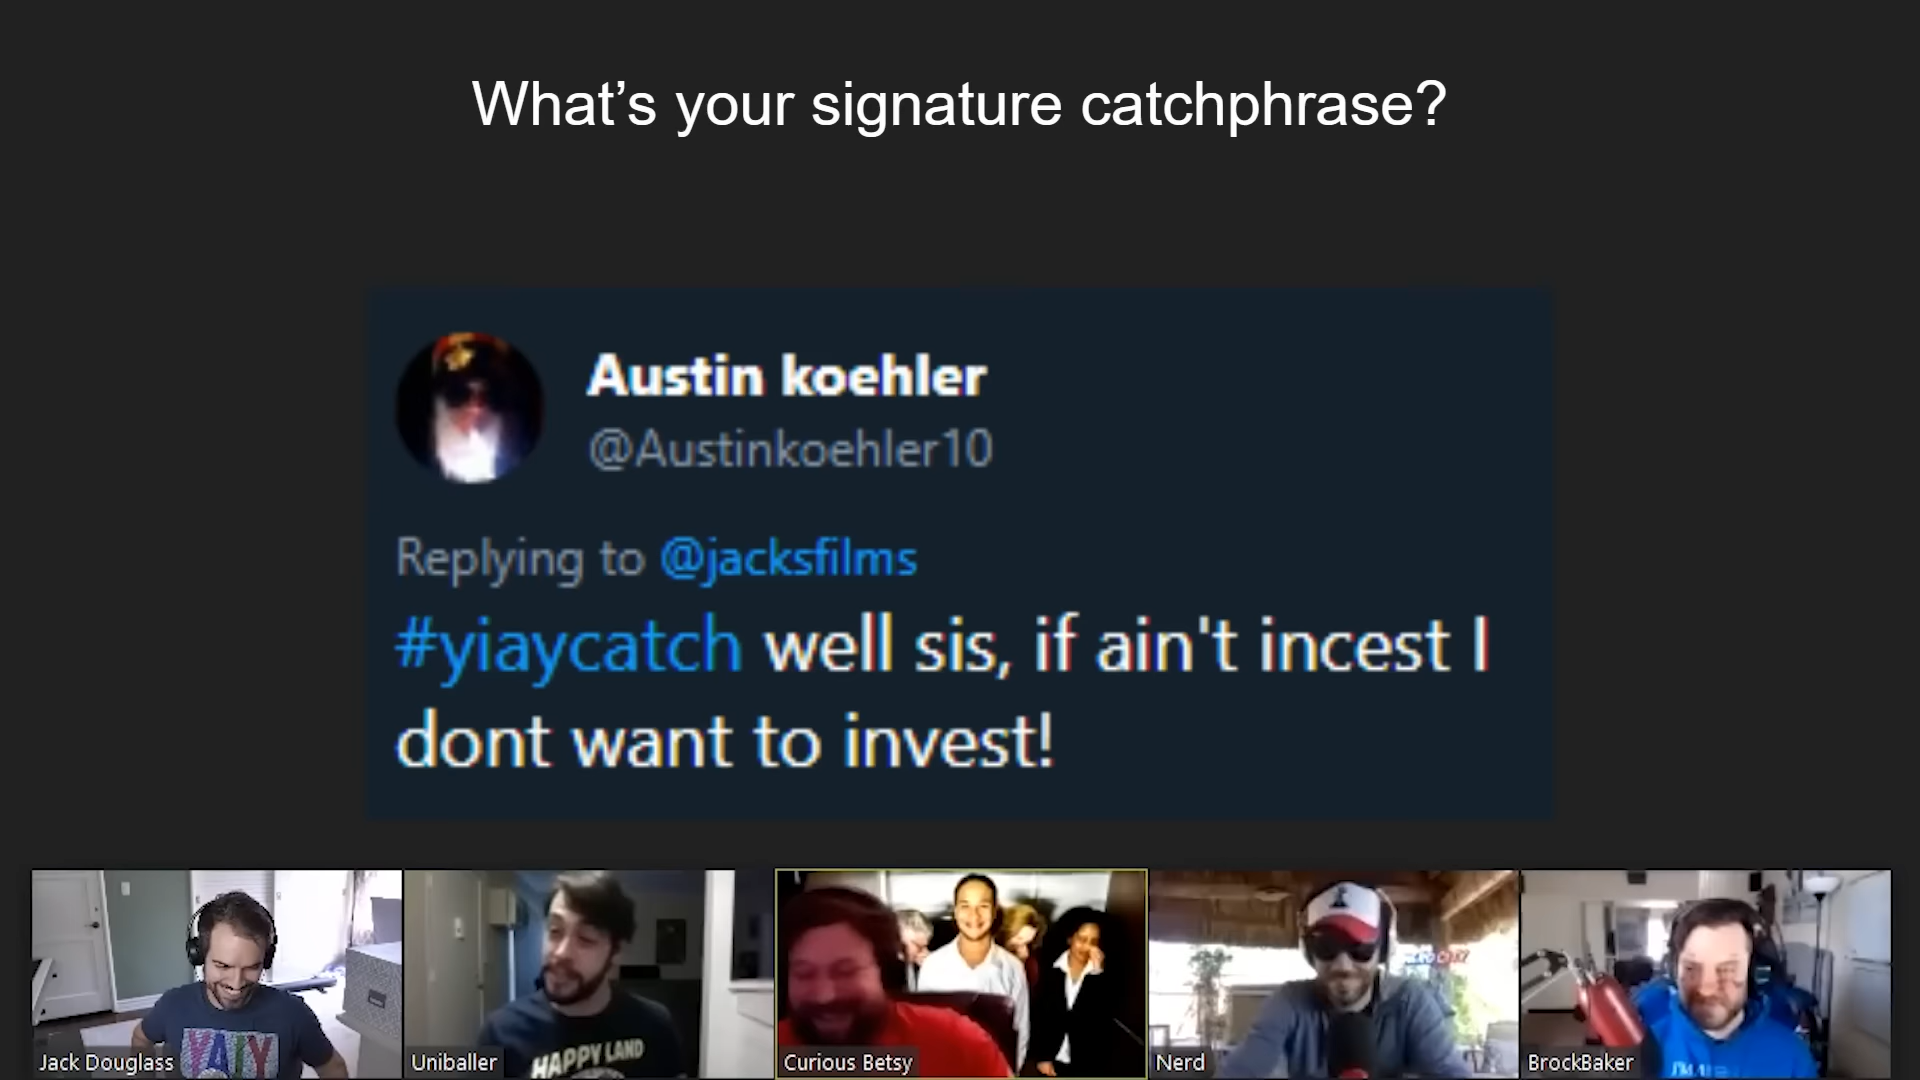 What’s your signature catchphrase?
Austin koehler
@Austinkoehler10
Replying to @jacksfilms
#yiaycatch well sis, if ain't incest I
dont want to invest!
YIAY
HAPPY LAND
Jack Douglass
Uniballer
Curious Betsy
Nerd
BrockBaker